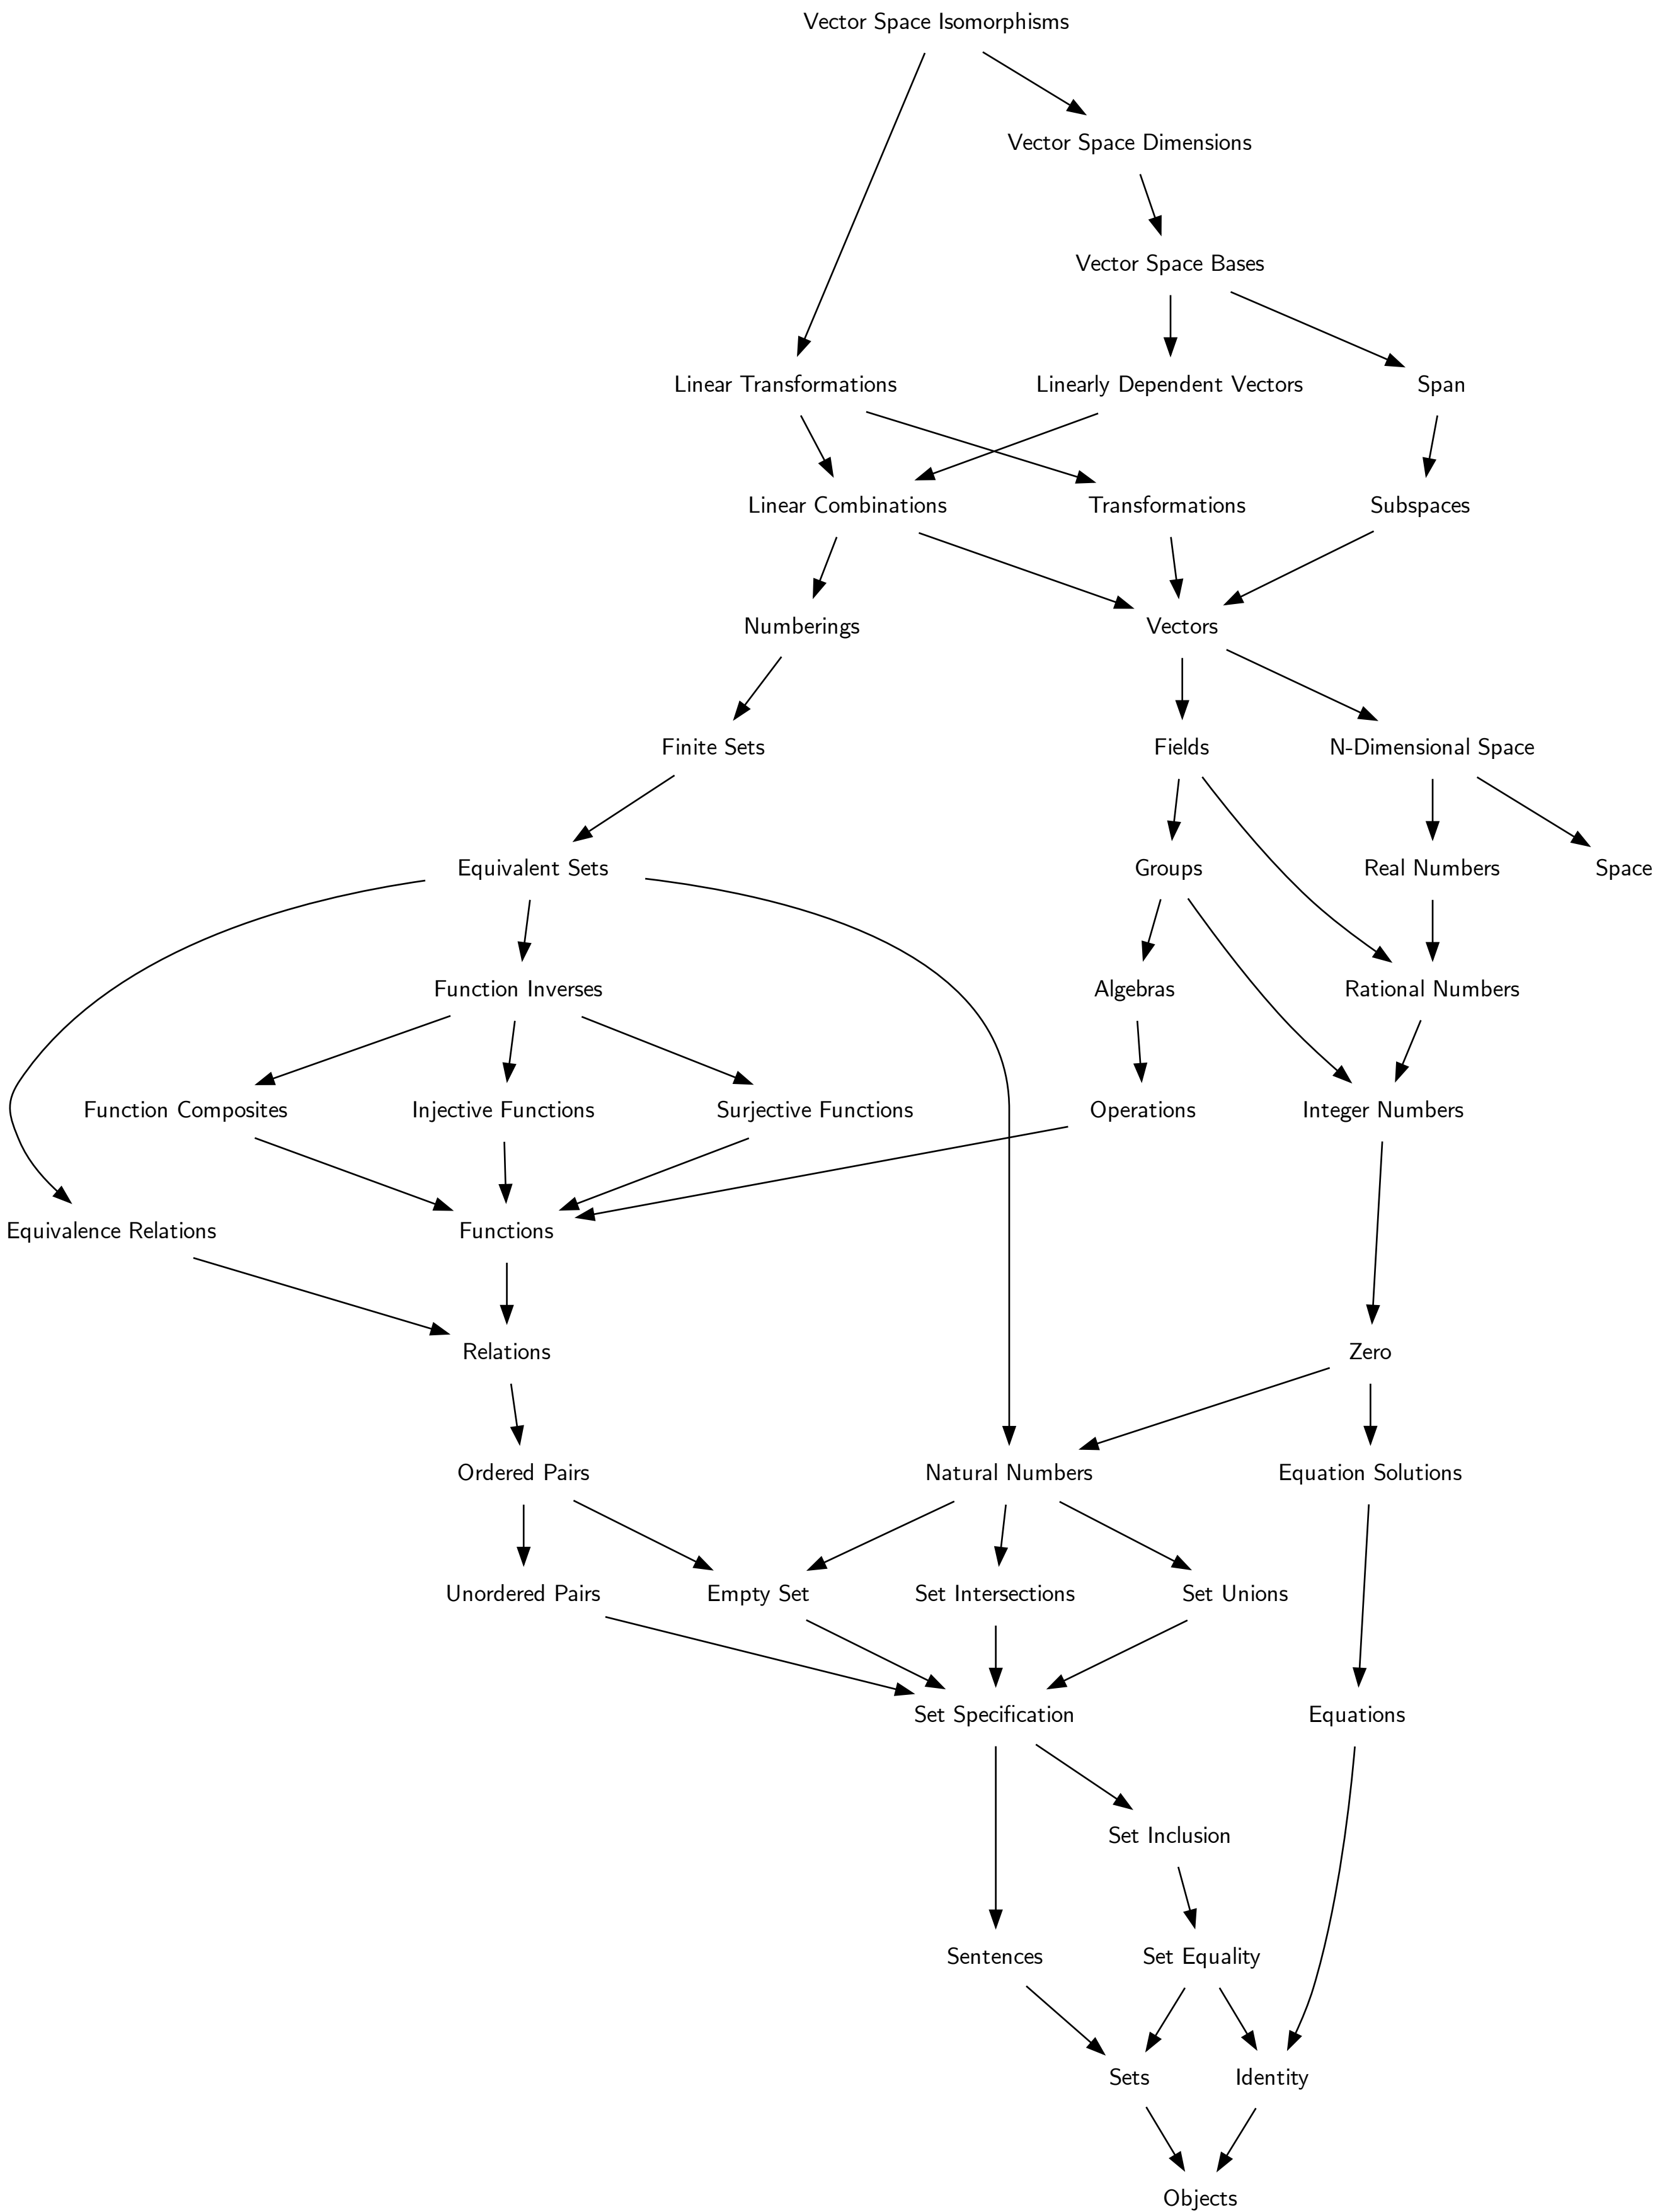 Vector Space Isomorphisms
Vector Space Dimensions
Vector Space Bases
Linear Transformations
Linearly Dependent Vectors
Span
Linear Combinations
Transformations
Subspaces
Numberings
Vectors
Finite Sets
Fields
N-Dimensional Space
Equivalent Sets
Groups
Real Numbers
Space
Function Inverses
Algebras
Rational Numbers
Function Composites
Injective Functions
Surjective Functions
Operations
Integer Numbers
Equivalence Relations
Functions
Relations
Zero
Ordered Pairs
Natural Numbers
Equation Solutions
Unordered Pairs
Empty Set
Set Intersections
Set Unions
Set Specification
Equations
Set Inclusion
Sentences
Set Equality
Sets
Identity
Objects